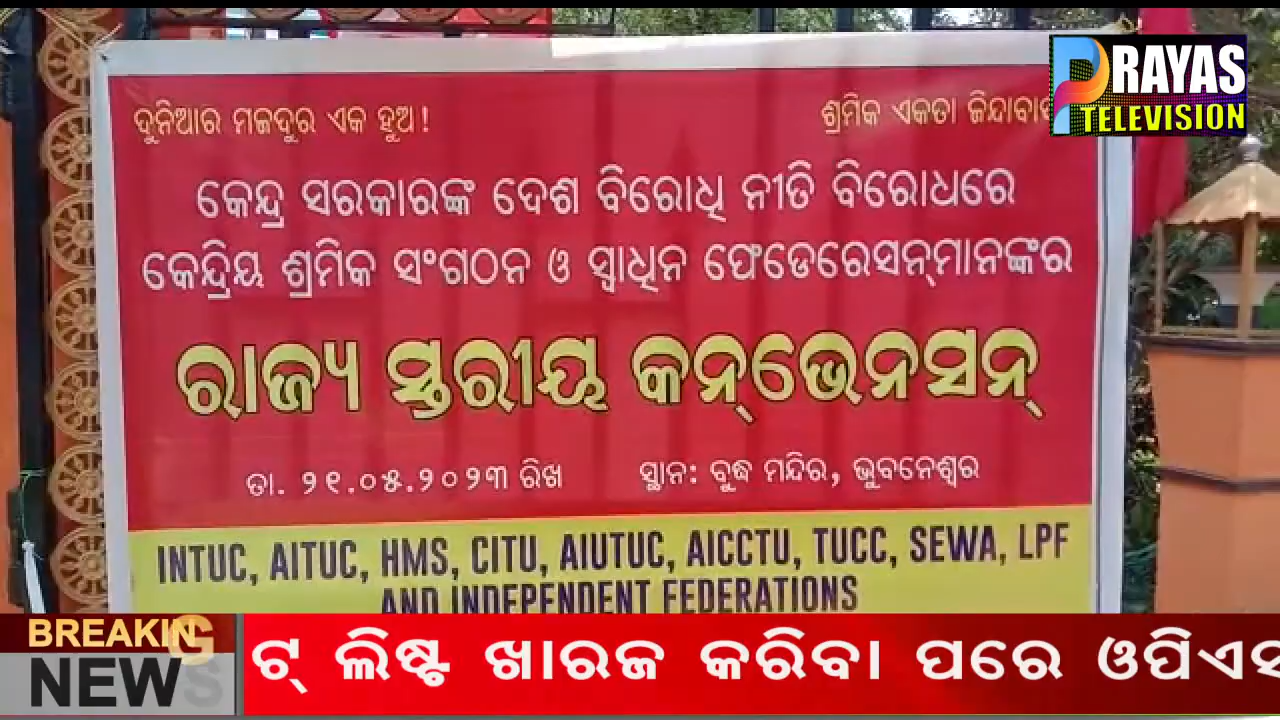 ଦୁନିଆର ମଜଦୁର ଏକ ହୁଅ!
ଶ୍ରମିକ ଏକତା ଜିନ୍ଦାବାଦ
PRAYAS
TELEVISION
କେନ୍ଦ୍ର ସରକାରଙ୍କ ଦେଶ ବିରୋଧି ନୀତି ବିରୋଧରେ
କେନ୍ଦ୍ରିୟ ଶ୍ରମିକ ସଂଗଠନ ଓ ସ୍ୱାଧିନ ଫେଡେରେସନ୍‌ମାନଙ୍କର
ରାଜ୍ୟ ସ୍ତରୀୟ କନ୍‌ଭେନସନ୍
ତା. ୨୧.୦୫.୨୦୨୩ ରିଖ
ସ୍ଥାନ: ବୁଦ୍ଧ ମନ୍ଦିର, ଭୁବନେଶ୍ୱର
INTUC, AITUC, HMS, CITU, AIUTUC, AICCTU, TUCC, SEWA, LPF
AND INDEPENDENT FEDERATIONS
BREAKING
NEWS
ଟ୍ ଲିଷ୍ଟ ଖାରଜ କରିବା ପରେ ଓପିଏସ